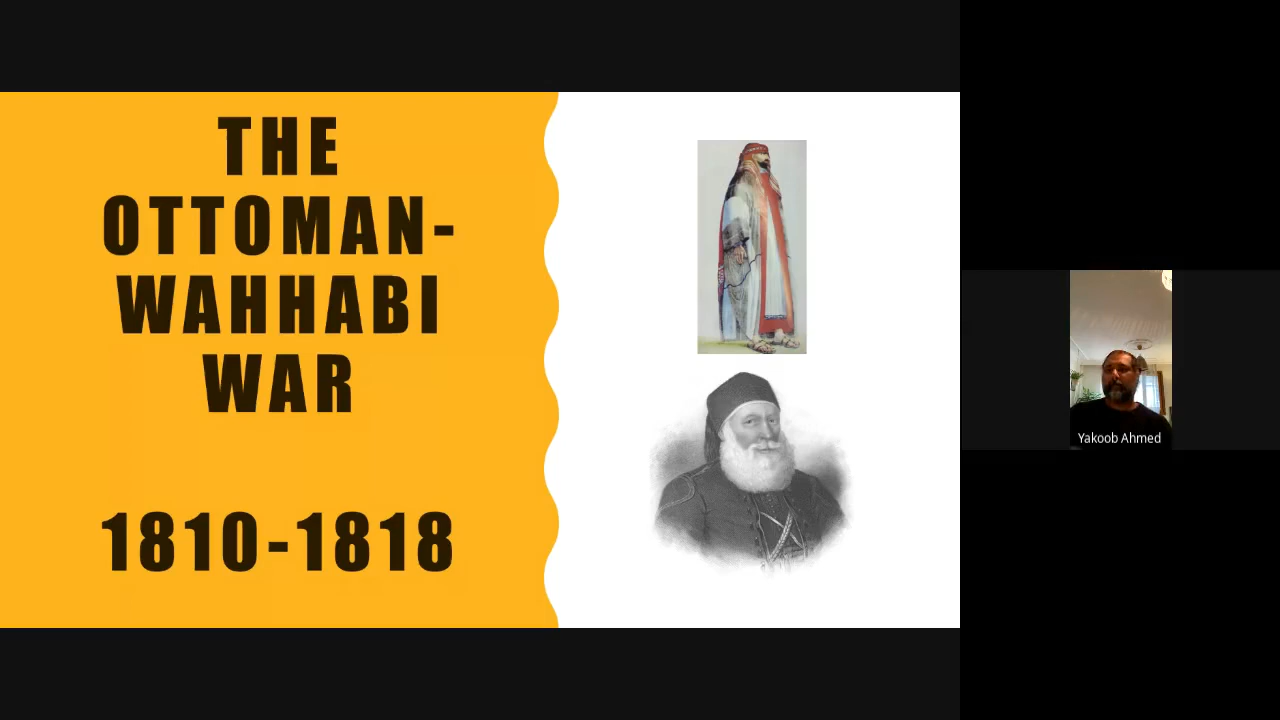 THE
OTTOMAN-
WAHHABI
WAR
1810-1818
Yakoob Ahmed